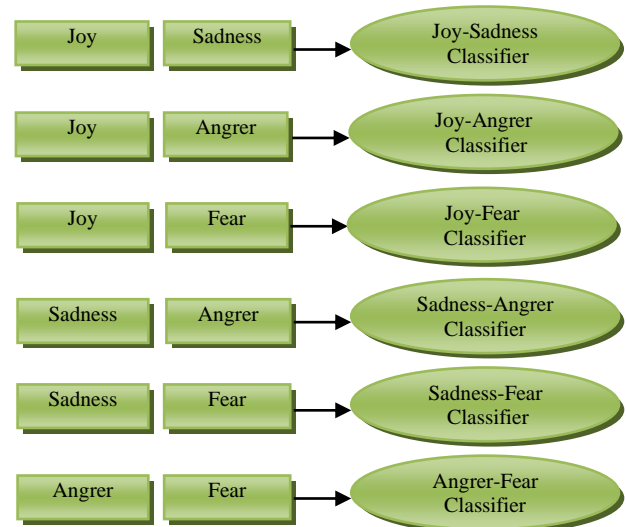 Joy Sadness Joy-Sadness
Classifier
Joy Angrer Joy-Angrer
Classifier
Joy Fear Joy-Fear
Classifier
Sadness Angrer Sadness-Angrer
Classifier
Sadness Fear Sadness-Fear
Classifier
Angrer Fear Angrer-Fear
Classifier